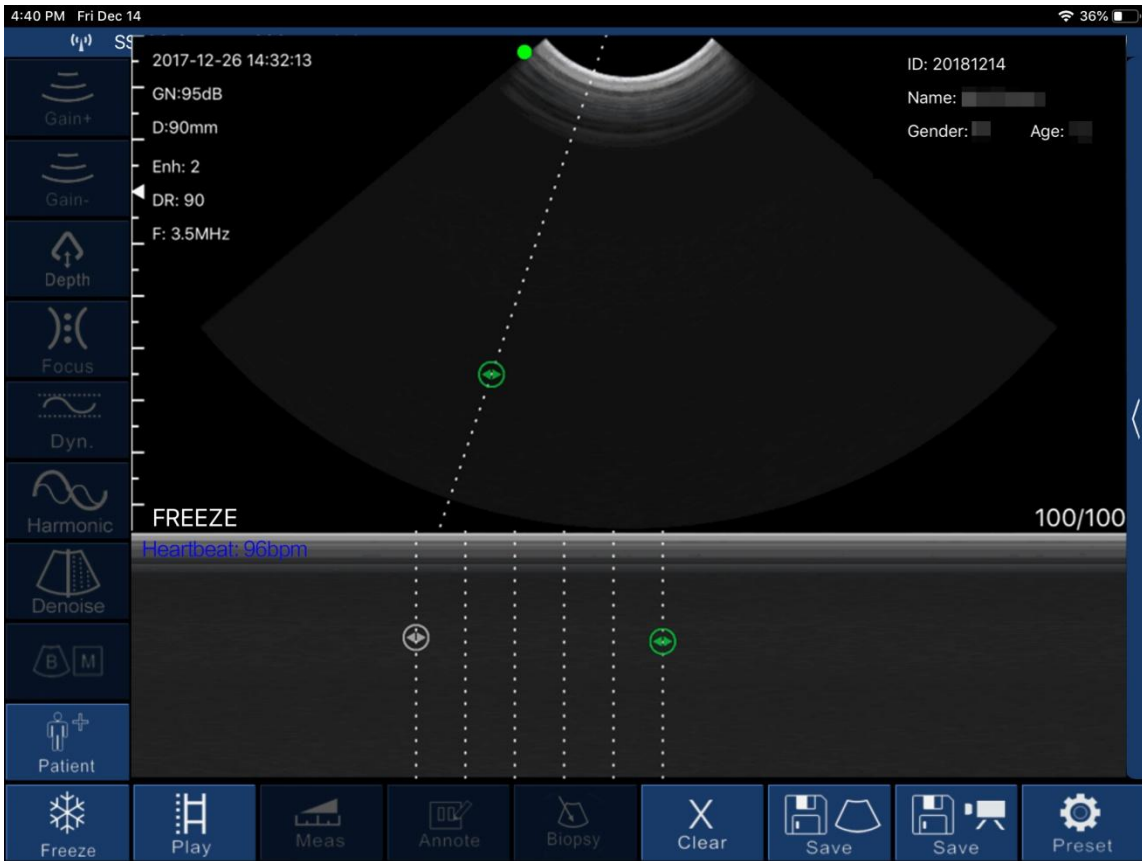 4:40 PM Fri Dec 14
36%
2017-12-26 14:32:13
GN:95dB
D:90mm
Enh: 2
DR: 90
F: 3.5MHz
ID: 20181214
Name:
Gender: Age:
Gain+
Gain-
Depth
Focus
Dyn.
Harmonic
Denoise
B M
Patient
FREEZE
100/100
Heartbeat: 96bpm
Freeze
Play
Meas
Annote
Biopsy
X
Clear
Save
Save
Preset